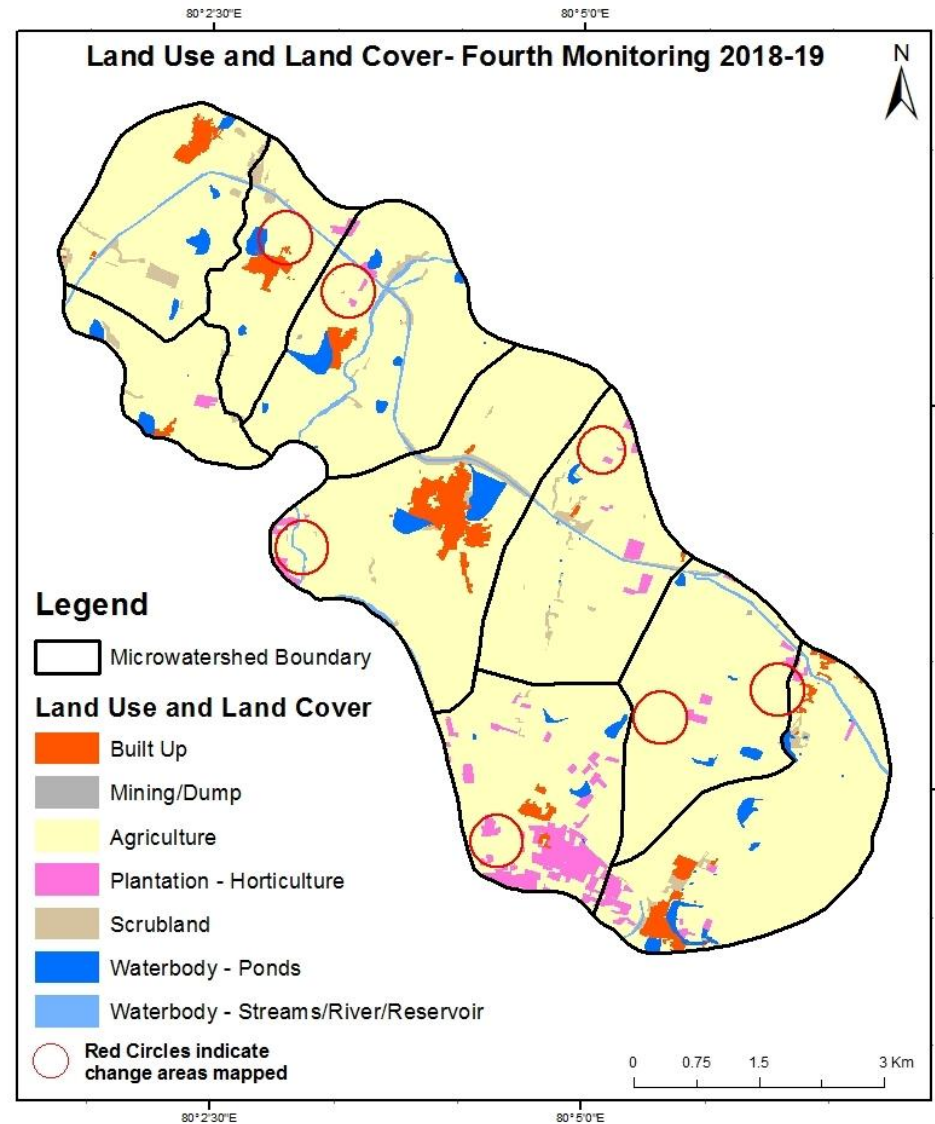 80°2'30"E
80°5'0"E
Land Use and Land Cover- Fourth Monitoring 2018-19
N
Legend
Microwatershed Boundary
Land Use and Land Cover
Built Up
Mining/Dump
Agriculture
Plantation - Horticulture
Scrubland
Waterbody - Ponds
Waterbody - Streams/River/Reservoir
Red Circles indicate
change areas mapped
0 0.75 1.5 3 Km
80°2'30"E
80°5'0"E